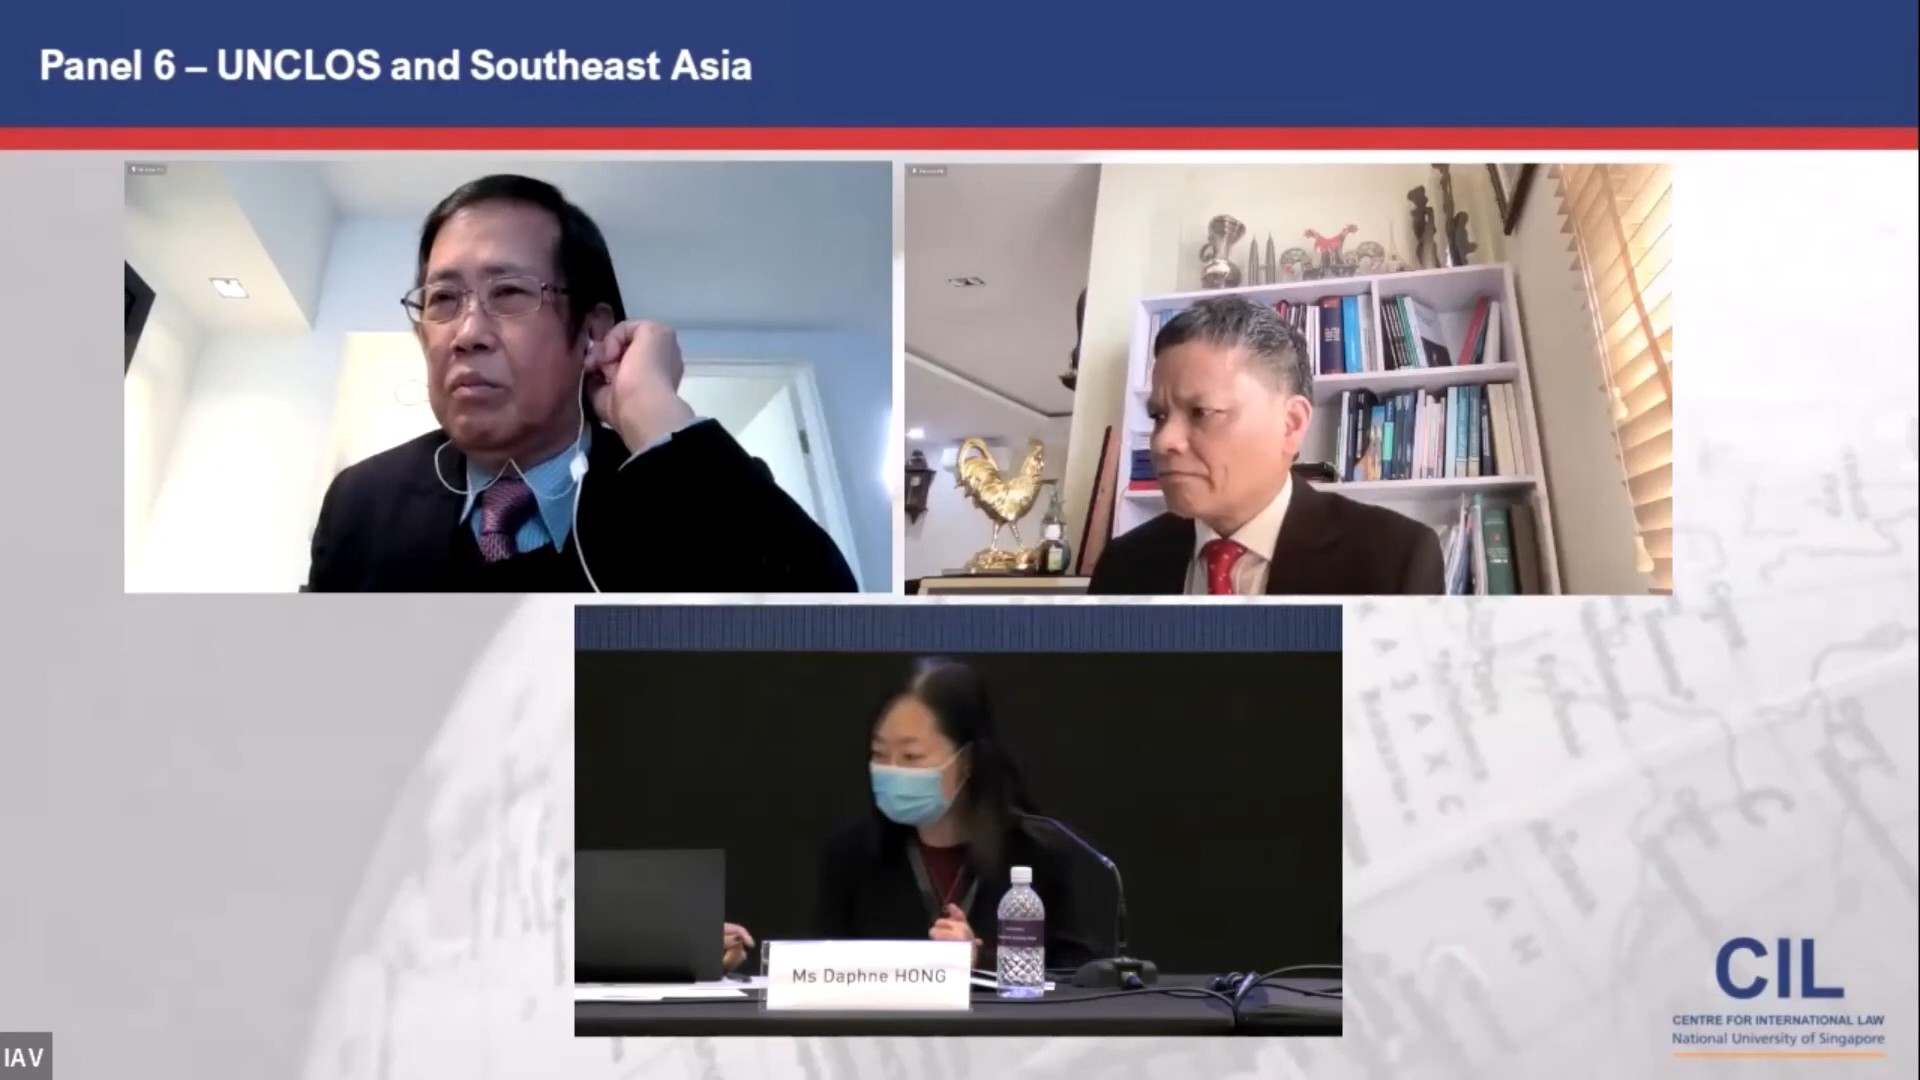 Panel 6 – UNCLOS and Southeast Asia
Ms Daphne HONG
CIL
CENTRE FOR INTERNATIONAL LAW
National University of Singapore
IAV